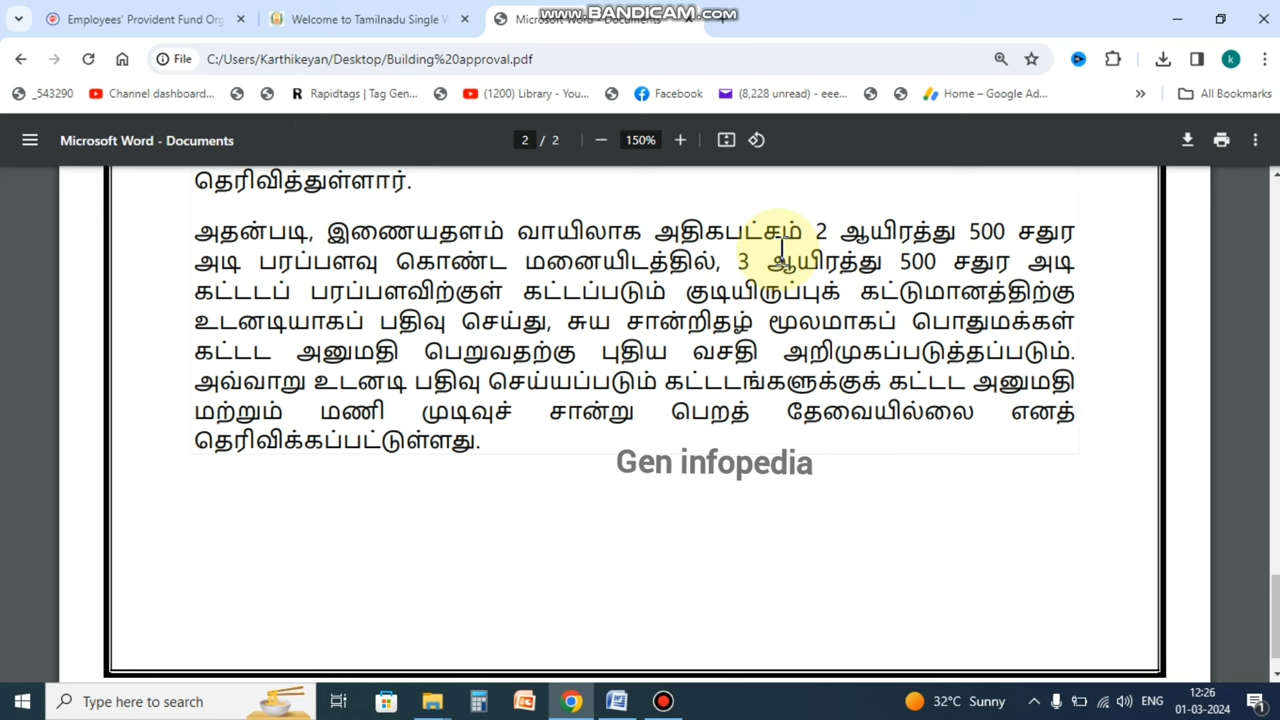 www.BANDICAM.com
Employees' Provident Fund Org
Welcome to Tamilnadu Single W
Microsoft Word - Documents
File
C:/Users/Karthikeyan/Desktop/Building%20approval.pdf
k
_543290
Channel dashboard...
Rapidtags | Tag Gen...
(1200) Library - You...
Facebook
(8,228 unread) - eee...
Home – Google Ad...
All Bookmarks
Microsoft Word - Documents
2 / 2
150%
தெரிவித்துள்ளார்.
அதன்படி, இணையதளம் வாயிலாக அதிகபட்சம் 2 ஆயிரத்து 500 சதுர
அடி பரப்பளவு கொண்ட மனையிடத்தில், 3 ஆயிரத்து 500 சதுர அடி
கட்டடப் பரப்பளவிற்குள் கட்டப்படும் குடியிருப்புக் கட்டுமானத்திற்கு
உடனடியாகப் பதிவு செய்து, சுய சான்றிதழ் மூலமாகப் பொதுமக்கள்
கட்டட அனுமதி பெறுவதற்கு புதிய வசதி அறிமுகப்படுத்தப்படும்.
அவ்வாறு உடனடி பதிவு செய்யப்படும் கட்டடங்களுக்குக் கட்டட அனுமதி
மற்றும் மணி முடிவுச் சான்று பெறத் தேவையில்லை எனத்
தெரிவிக்கப்பட்டுள்ளது.
Gen infopedia
Type here to search
32°C Sunny
ENG
12:26
01-03-2024